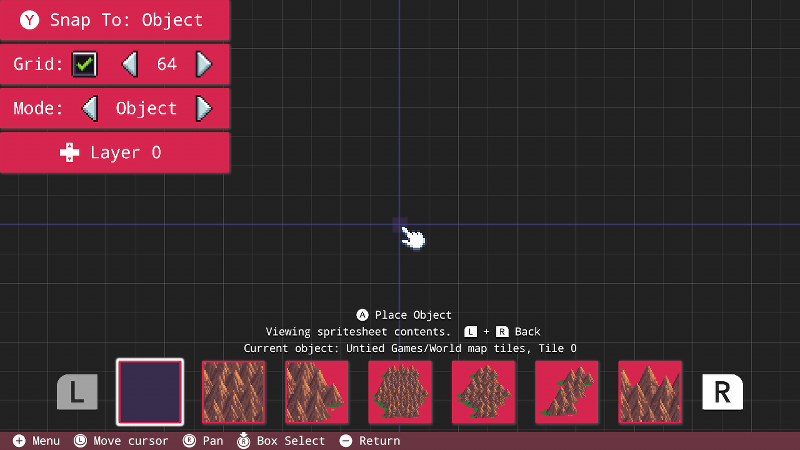 Y Snap To: Object
Grid: 64
Mode: Object
Layer 0
A Place Object
Viewing spritesheet contents. L + R Back
Current object: Untied Games/World map tiles, Tile 0
L R
Menu L Move cursor R Pan R Box Select Return